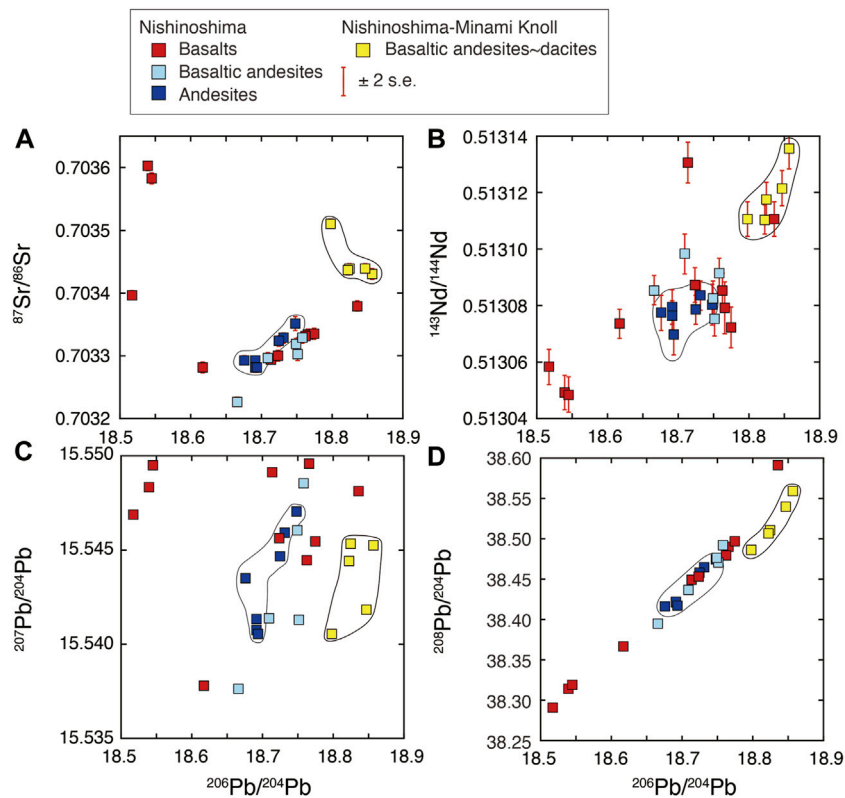 Nishinoshima
Basalts
Basaltic andesites
Andesites
Nishinoshima-Minami Knoll
Basaltic andesites~dacites
± 2 s.e.
A
0.7036
0.7035
0.7034
0.7033
0.7032
87Sr/86Sr
18.5 18.6 18.7 18.8 18.9
B
0.51314
0.51312
0.51310
0.51308
0.51306
0.51304
143Nd/144Nd
18.5 18.6 18.7 18.8 18.9
C
15.550
15.545
15.540
15.535
207Pb/204Pb
18.5 18.6 18.7 18.8 18.9
206Pb/204Pb
D
38.60
38.55
38.50
38.45
38.40
38.35
38.30
38.25
208Pb/204Pb
18.5 18.6 18.7 18.8 18.9
206Pb/204Pb